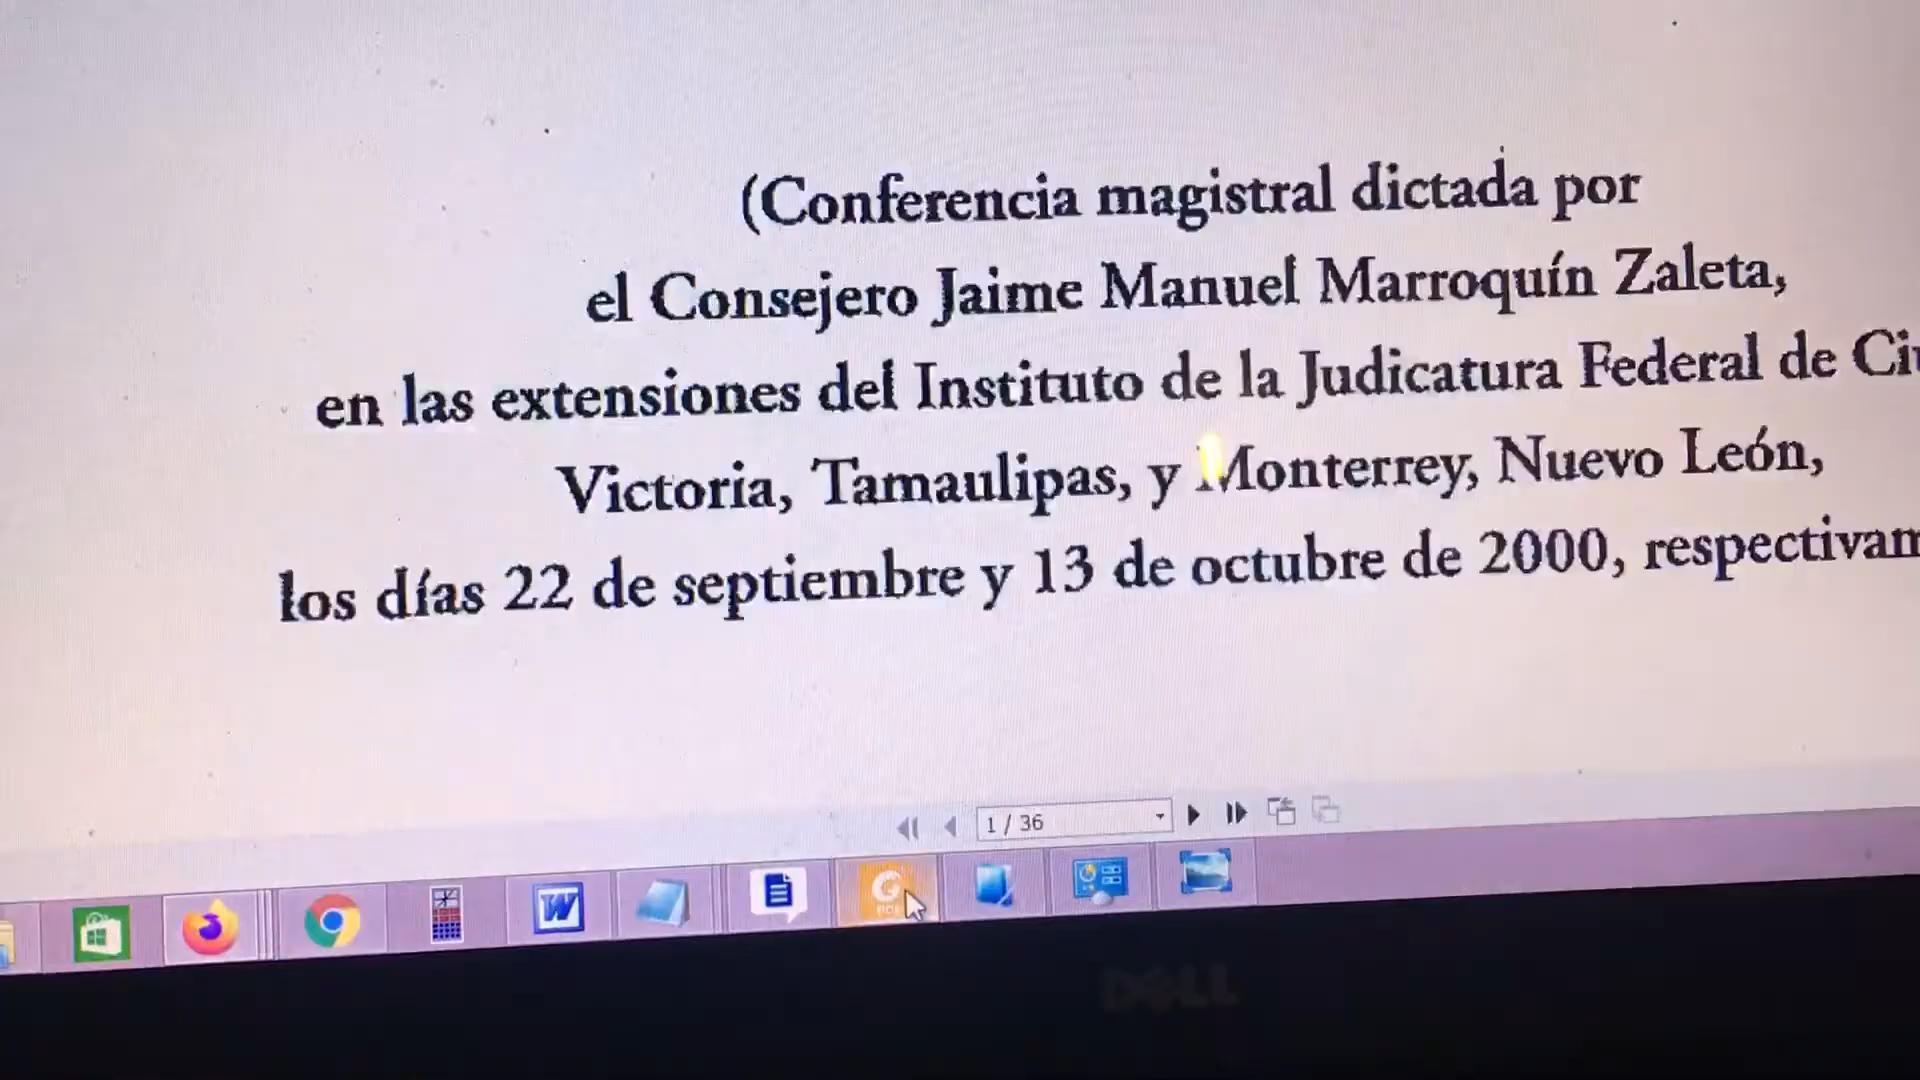 (Conferencia magistral dictada por
el Consejero Jaime Manuel Marroquín Zaleta,
en las extensiones del Instituto de la Judicatura Federal de
Victoria, Tamaulipas, y Monterrey, Nuevo León,
los días 22 de septiembre y 13 de octubre de 2000,
1 / 36
W
DELL